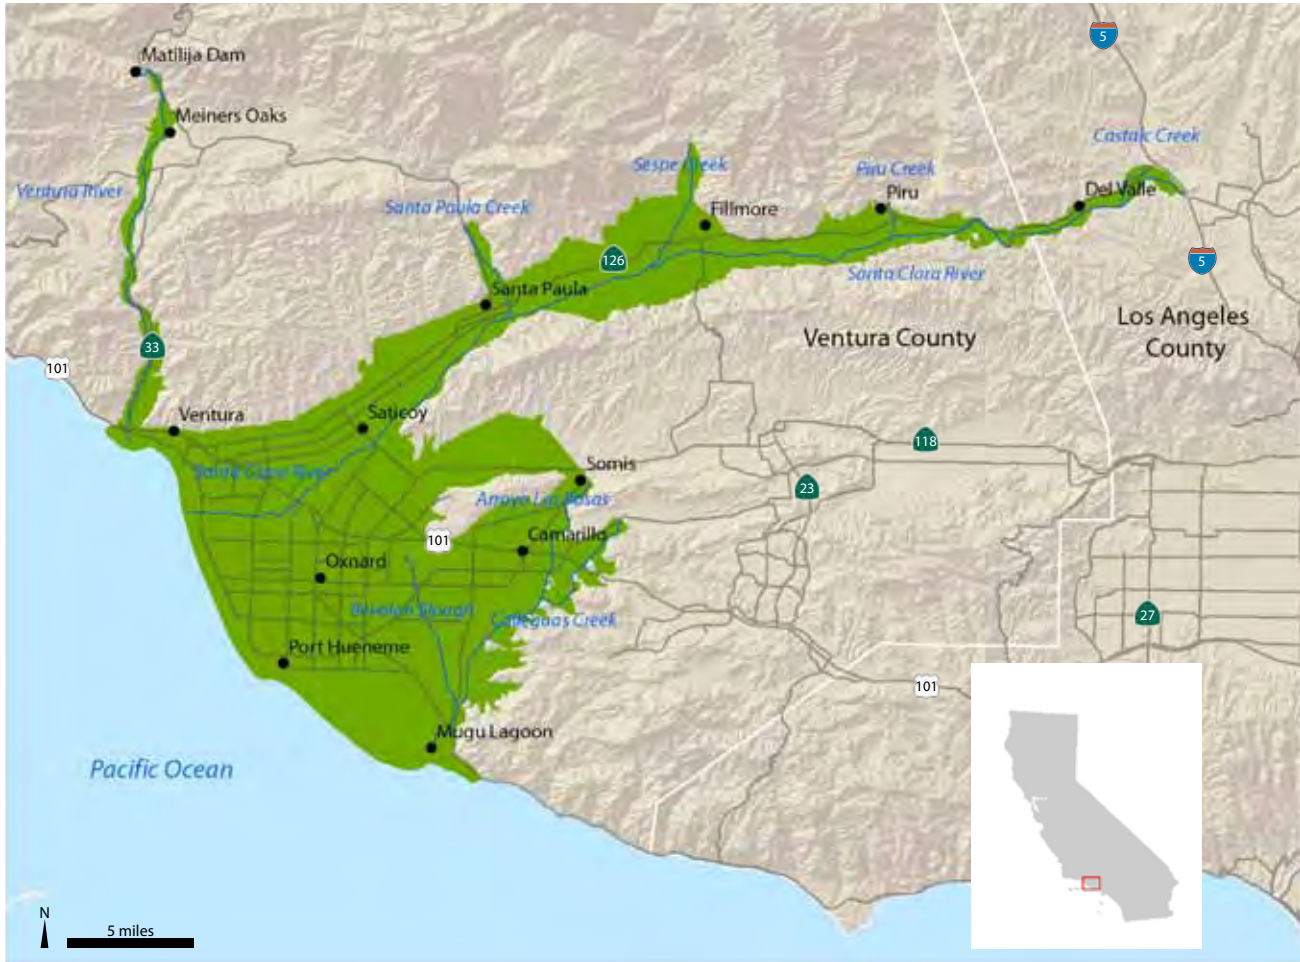 5
Matilija Dam
Meiners Oaks
Castaic Creek
Sespe Creek
Piru Creek
Ventura River
Del Valle
Piru
Santa Paula Creek
Fillmore
126
5
Santa Clara River
Santa Paula
Los Angeles
County
Ventura County
33
101
Ventura
Saticoy
118
Somis
Santa Clara River
23
Arroyo Las Posas
Camarillo
101
Oxnard
Revolon Slough
Calleguas Creek
27
Port Hueneme
101
Mugu Lagoon
Pacific Ocean
N
5 miles